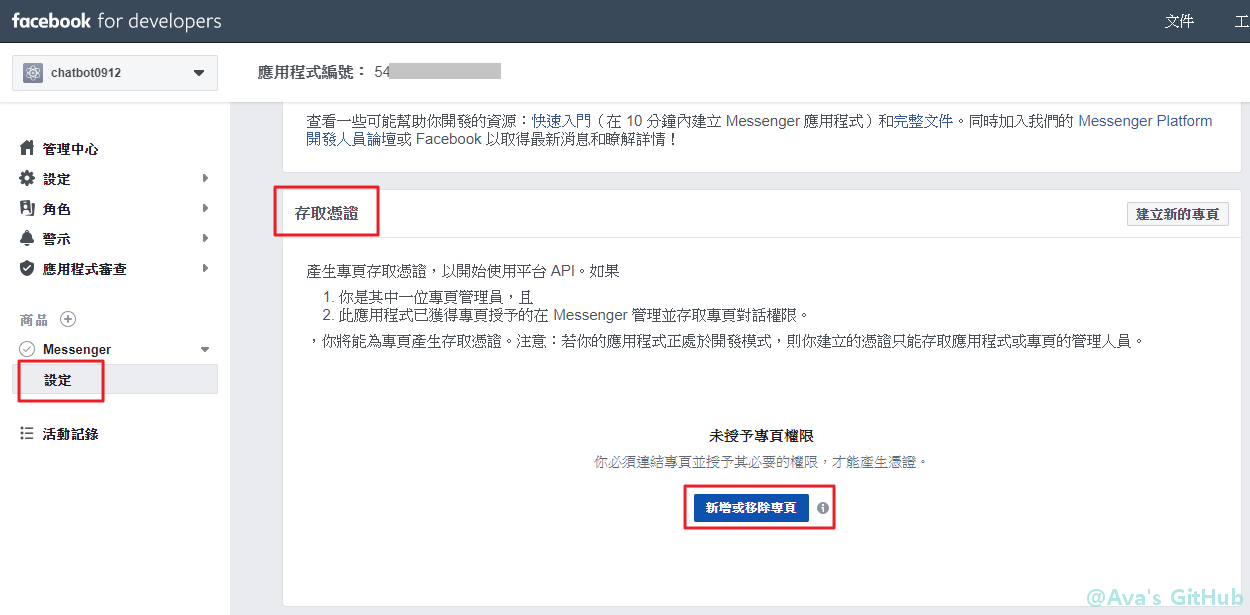 facebook for developers
文件
工
chatbot0912
應用程式編號： 54
查看一些可能幫助你開發的資源：快速入門（在 10 分鐘內建立 Messenger 應用程式）和完整文件。同時加入我們的 Messenger Platform
開發人員論壇或 Facebook 以取得最新消息和瞭解詳情！
管理中心
設定
角色
警示
應用程式審查
商品
Messenger
設定
活動記錄
存取憑證
建立新的專頁
產生專頁存取憑證，以開始使用平台 API。如果
1. 你是其中一位專頁管理員，且
2. 此應用程式已獲得專頁授予的在 Messenger 管理並存取專頁對話權限。
，你將能為專頁產生存取憑證。注意：若你的應用程式正處於開發模式，則你建立的憑證只能存取應用程式或專頁的管理人員。
未授予專頁權限
你必須連結專頁並授予其必要的權限，才能產生憑證。
新增或移除專頁
@Ava's GitHub